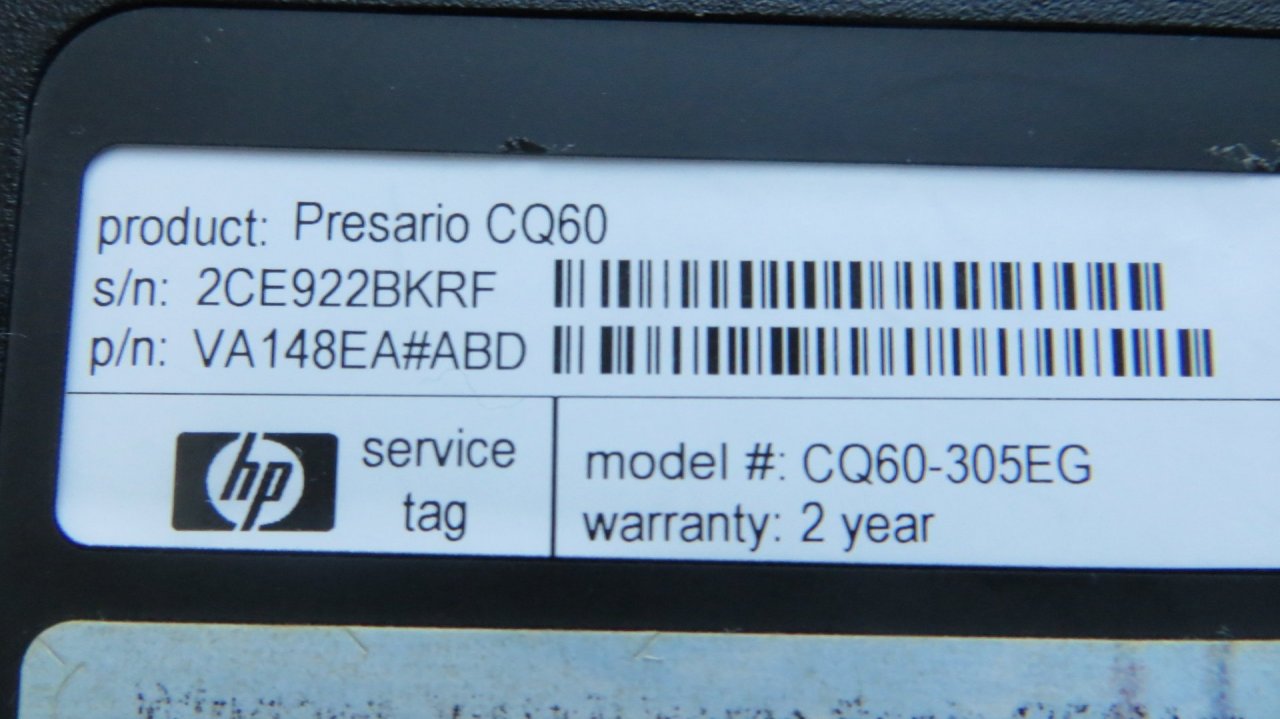 product: Presario CQ60
s/n: 2CE922BKRF
p/n: VA148EA#ABD
hp
service
tag
model #: CQ60-305EG
warranty: 2 year